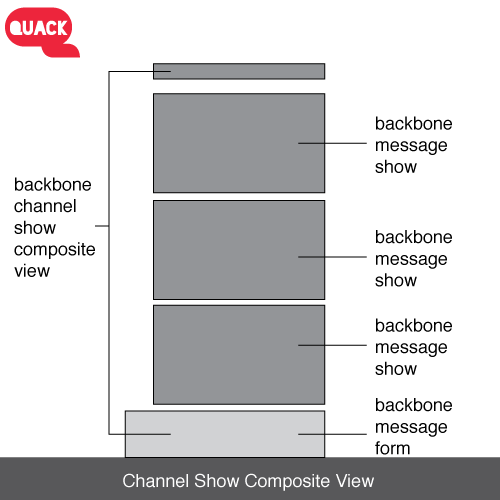 QUACK
backbone
channel
show
composite
view
backbone
message
show
backbone
message
show
backbone
message
show
backbone
message
form
Channel Show Composite View